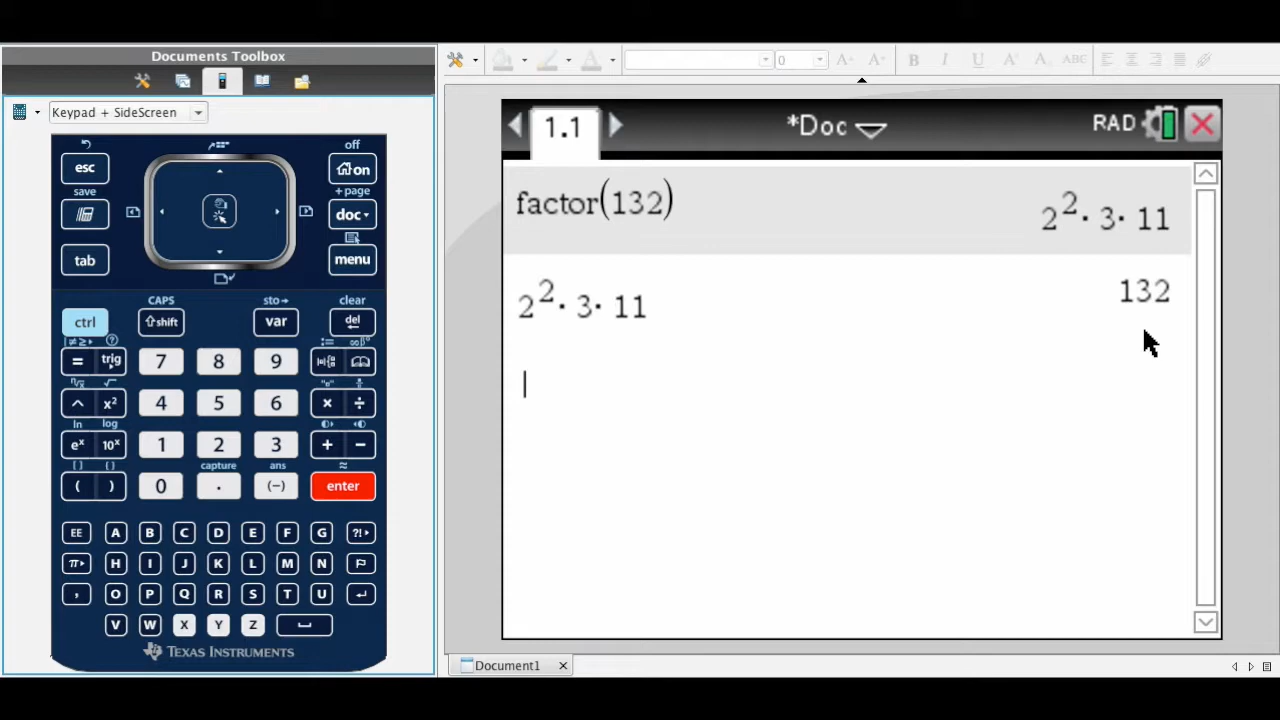 Documents Toolbox
Keypad + SideScreen
off
esc
on
save
+ page
doc
tab
menu
CAPS
sto→
clear
ctrl
⇧shift
var
del
= trig 7 8 9
^ x² 4 5 6 × ÷
ln log
eˣ 10ˣ 1 2 3 + −
[ ] ( ) capture ans ≈
( ) 0 . (−) enter
EE A B C D E F G ?!▸
π▸ H I J K L M N
, O P Q R S T U
V W X Y Z
TEXAS INSTRUMENTS
0 A A B I U A A ABC
1.1 *Doc RAD
factor(132) 2²· 3· 11
2²· 3· 11 132
Document1